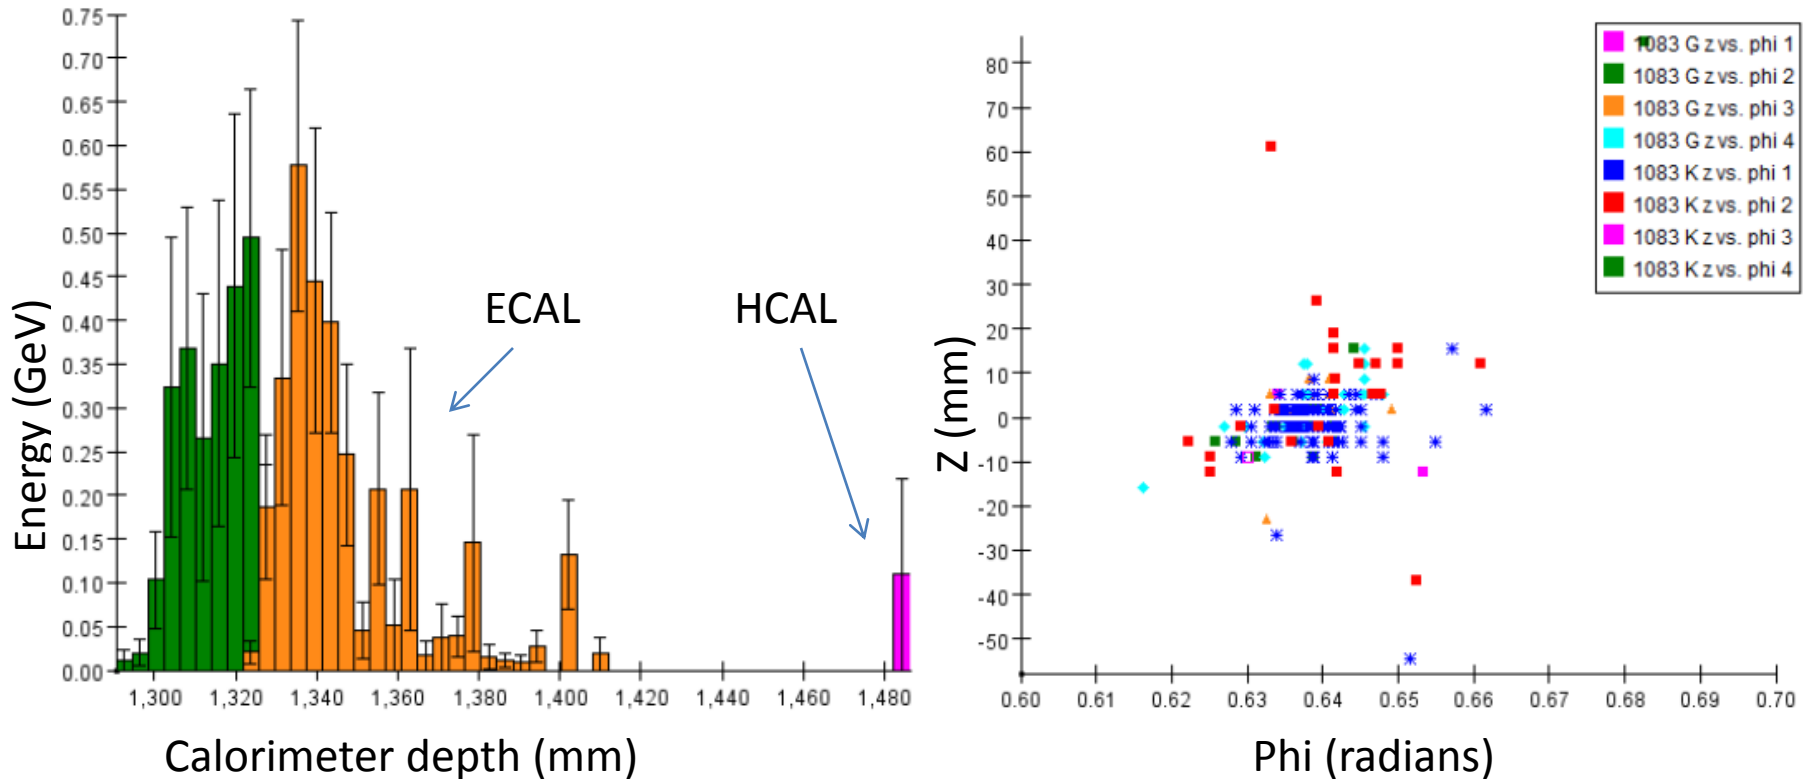 0.75
0.70
0.65
0.60
0.55
0.50
0.45
0.40
0.35
0.30
0.25
0.20
0.15
0.10
0.05
0.00
Energy (GeV)
ECAL
HCAL
1,300 1,320 1,340 1,360 1,380 1,400 1,420 1,440 1,460 1,480
Calorimeter depth (mm)
80
70
60
50
40
30
20
10
0
-10
-20
-30
-40
-50
Z (mm)
0.60 0.61 0.62 0.63 0.64 0.65 0.66 0.67 0.68 0.69 0.70
Phi (radians)
1083 G z vs. phi 1
1083 G z vs. phi 2
1083 G z vs. phi 3
1083 G z vs. phi 4
1083 K z vs. phi 1
1083 K z vs. phi 2
1083 K z vs. phi 3
1083 K z vs. phi 4